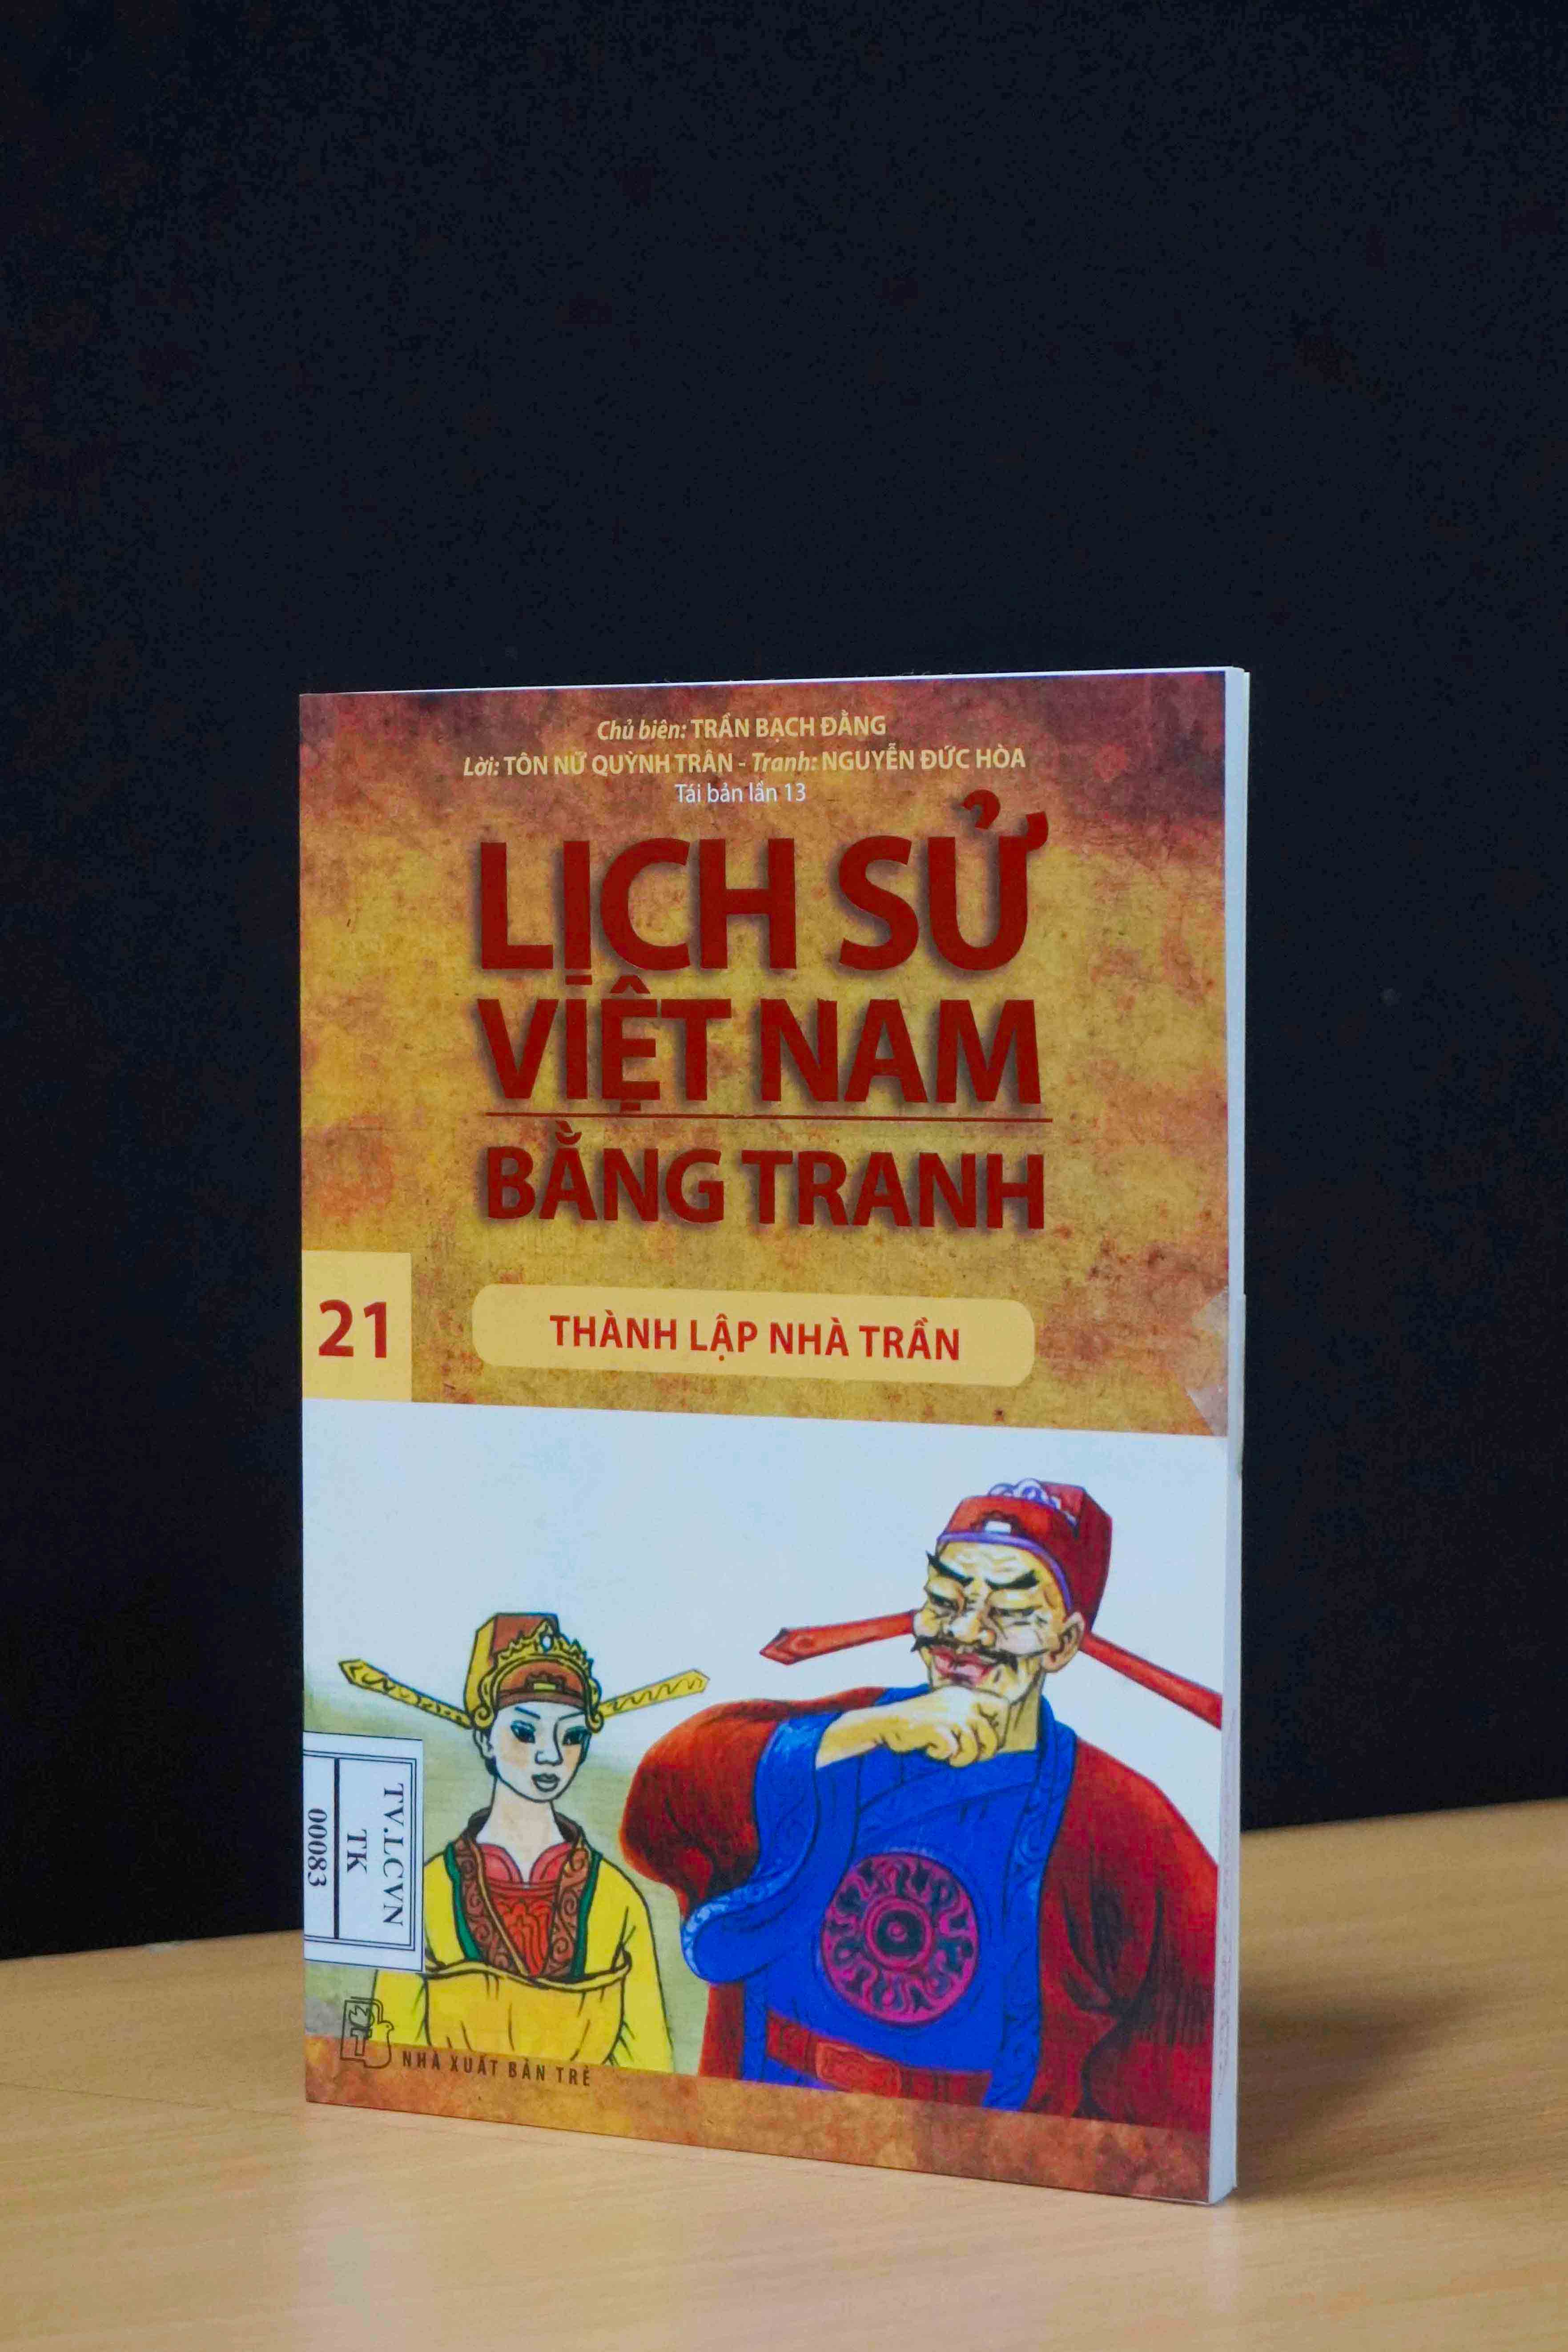 Chủ biên: TRẦN BẠCH ĐẰNG
Lời: TÔN NỮ QUỲNH TRÂN - Tranh: NGUYỄN ĐỨC HÒA
Tái bản lần 13
LỊCH SỬ
VIỆT NAM
BẰNG TRANH
21
THÀNH LẬP NHÀ TRẦN
TV.LCVN
TK
00083
NHÀ XUẤT BẢN TRẺ